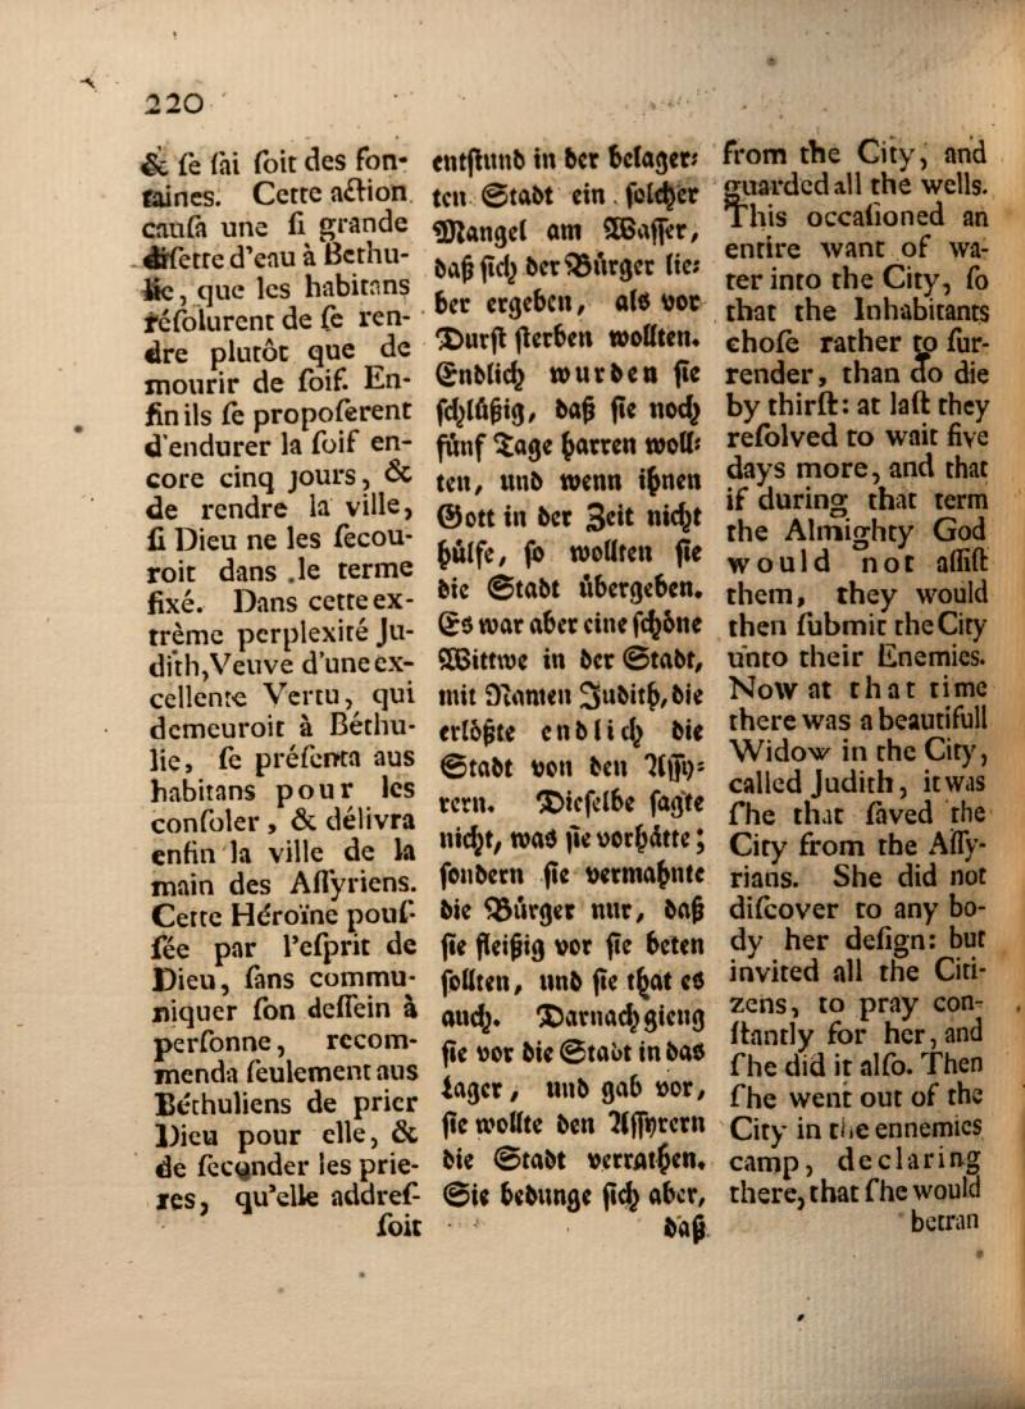 220
& ſe ſai ſoit des fon-
taines. Cette action
cauſa une ſi grande
diſette d'eau à Bethu-
lie, que les habitans
réſolurent de ſe ren-
dre plutôt que de
mourir de ſoif. En-
fin ils ſe propoſerent
d'endurer la ſoif en-
core cinq jours, &
de rendre la ville,
ſi Dieu ne les ſecou-
roit dans le terme
fixé. Dans cette ex-
trème perplexité Ju-
dith, Veuve d'une ex-
cellente Vertu, qui
demeuroit à Béthu-
lie, ſe préſenta aus
habitans pour les
conſoler, & délivra
enfin la ville de la
main des Aſſyriens.
Cette Héroïne pouſ-
ſée par l'eſprit de
Dieu, ſans commu-
niquer ſon deſſein à
perſonne, recom-
menda ſeulement aus
Béthuliens de prier
Dieu pour elle, &
de ſeconder les prie-
res, qu'elle addreſ-
ſoit
entſtund in der belager-
ten Stadt ein ſolcher
Mangel am Waſſer,
daß ſich der Bürger lie-
ber ergeben, als vor
Durſt ſterben wollten.
Endlich wurden ſie
ſchlüßig, daß ſie noch
fünf Tage harren woll-
ten, und wenn ihnen
Gott in der Zeit nicht
hülfe, ſo wollten ſie
die Stadt übergeben.
Es war aber eine ſchöne
Wittwe in der Stadt,
mit Namen Judith, die
erlößte endlich die
Stadt von den Aſſy-
rern. Dieſelbe ſagte
nicht, was ſie vorhätte;
ſondern ſie vermahnte
die Bürger nur, daß
ſie fleißig vor ſie beten
ſollten, und ſie that es
auch. Darnach gieng
ſie vor die Stadt in das
Lager, und gab vor,
ſie wollte den Aſſyrern
die Stadt verrathen.
Sie bedunge ſich aber,
daß
from the City, and
guarded all the wells.
This occaſioned an
entire want of wa-
ter into the City, ſo
that the Inhabitants
choſe rather to ſur-
render, than do die
by thirſt: at laſt they
reſolved to wait five
days more, and that
if during that term
the Almighty God
would not aſſiſt
them, they would
then ſubmit the City
unto their Enemies.
Now at that time
there was a beautifull
Widow in the City,
called Judith, it was
ſhe that ſaved the
City from the Aſſy-
rians. She did not
diſcover to any bo-
dy her deſign: but
invited all the Citi-
zens, to pray con-
ſtantly for her, and
ſhe did it alſo. Then
ſhe went out of the
City in the ennemies
camp, declaring
there, that ſhe would
betran